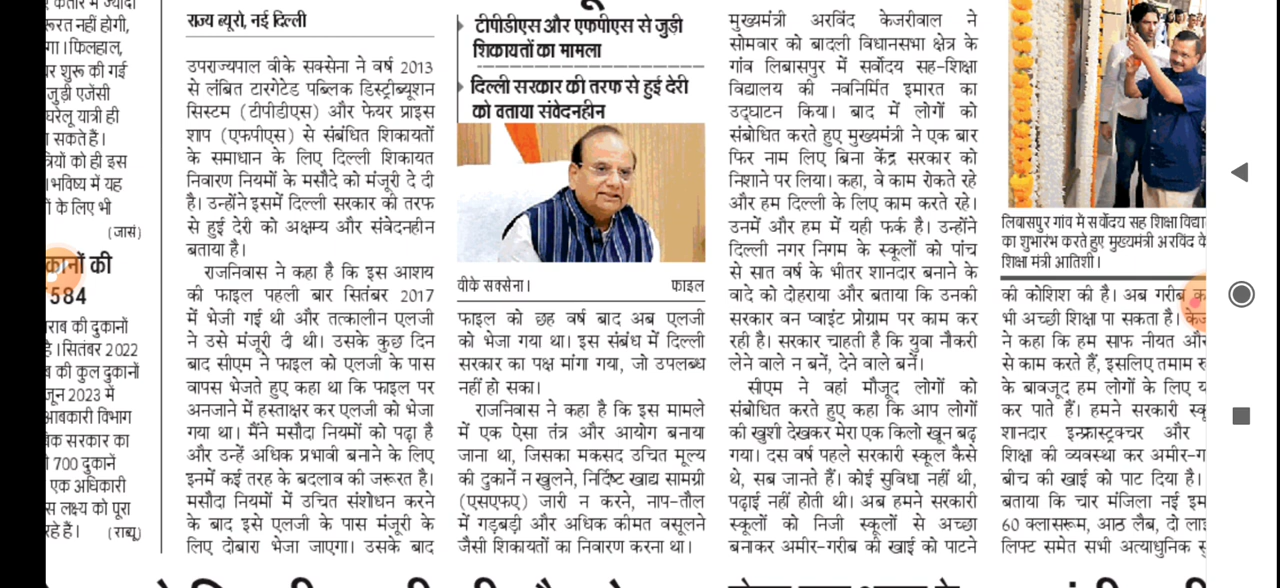 रूरत नहीं होगी,
गा। फिलहाल,
र शुरू की गई
जुड़ी एजेंसी
घरेलू यात्री ही
सकते हैं।
त्रियों को ही इस
। भविष्य में यह
के लिए भी
(जासं)
कानों की
584
राब की दुकानों
है। सितंबर 2022
ब की कुल दुकानों
जून 2023 में
आबकारी विभाग
क सरकार का
700 दुकानें
एक अधिकारी
स लक्ष्य को पूरा
रहे हैं। (राब्यू)
राज्य ब्यूरो, नई दिल्ली
उपराज्यपाल वीके सक्सेना ने वर्ष 2013
से लंबित टारगेटेड पब्लिक डिस्ट्रीब्यूशन
सिस्टम (टीपीडीएस) और फेयर प्राइस
शाप (एफपीएस) से संबंधित शिकायतों
के समाधान के लिए दिल्ली शिकायत
निवारण नियमों के मसौदे को मंजूरी दे दी
है। उन्होंने इसमें दिल्ली सरकार की तरफ
से हुई देरी को अक्षम्य और संवेदनहीन
बताया है।
राजनिवास ने कहा है कि इस आशय
की फाइल पहली बार सितंबर 2017
में भेजी गई थी और तत्कालीन एलजी
ने उसे मंजूरी दी थी। उसके कुछ दिन
बाद सीएम ने फाइल को एलजी के पास
वापस भेजते हुए कहा था कि फाइल पर
अनजाने में हस्ताक्षर कर एलजी को भेजा
गया था। मैंने मसौदा नियमों को पढ़ा है
और उन्हें अधिक प्रभावी बनाने के लिए
इनमें कई तरह के बदलाव की जरूरत है।
मसौदा नियमों में उचित संशोधन करने
के बाद इसे एलजी के पास मंजूरी के
लिए दोबारा भेजा जाएगा। उसके बाद
टीपीडीएस और एफपीएस से जुड़ी
शिकायतों का मामला
दिल्ली सरकार की तरफ से हुई देरी
को बताया संवेदनहीन
वीके सक्सेना। फाइल
फाइल को छह वर्ष बाद अब एलजी
को भेजा गया था। इस संबंध में दिल्ली
सरकार का पक्ष मांगा गया, जो उपलब्ध
नहीं हो सका।
राजनिवास ने कहा है कि इस मामले
में एक ऐसा तंत्र और आयोग बनाया
जाना था, जिसका मकसद उचित मूल्य
की दुकानें न खुलने, निर्दिष्ट खाद्य सामग्री
(एसएफए) जारी न करने, नाप-तौल
में गड़बड़ी और अधिक कीमत वसूलने
जैसी शिकायतों का निवारण करना था।
मुख्यमंत्री अरविंद केजरीवाल ने
सोमवार को बादली विधानसभा क्षेत्र के
गांव लिबासपुर में सर्वोदय सह-शिक्षा
विद्यालय की नवनिर्मित इमारत का
उद्घाटन किया। बाद में लोगों को
संबोधित करते हुए मुख्यमंत्री ने एक बार
फिर नाम लिए बिना केंद्र सरकार को
निशाने पर लिया। कहा, वे काम रोकते रहे
और हम दिल्ली के लिए काम करते रहे।
उनमें और हम में यही फर्क है। उन्होंने
दिल्ली नगर निगम के स्कूलों को पांच
से सात वर्ष के भीतर शानदार बनाने के
वादे को दोहराया और बताया कि उनकी
सरकार वन प्वाइंट प्रोग्राम पर काम कर
रही है। सरकार चाहती है कि युवा नौकरी
लेने वाले न बनें, देने वाले बनें।
सीएम ने वहां मौजूद लोगों को
संबोधित करते हुए कहा कि आप लोगों
की खुशी देखकर मेरा एक किलो खून बढ़
गया। दस वर्ष पहले सरकारी स्कूल कैसे
थे, सब जानते हैं। कोई सुविधा नहीं थी,
पढ़ाई नहीं होती थी। अब हमने सरकारी
स्कूलों को निजी स्कूलों से अच्छा
बनाकर अमीर-गरीब की खाई को पाटने
लिबासपुर गांव में सर्वोदय सह शिक्षा विद्या
का शुभारंभ करते हुए मुख्यमंत्री अरविंद के
शिक्षा मंत्री आतिशी।
की कोशिश की है। अब गरीब क
भी अच्छी शिक्षा पा सकता है। केज
ने कहा कि हम साफ नीयत और
से काम करते हैं, इसलिए तमाम रु
के बावजूद हम लोगों के लिए य
कर पाते हैं। हमने सरकारी स्कू
शानदार इन्फ्रास्ट्रक्चर और
शिक्षा की व्यवस्था कर अमीर-ग
बीच की खाई को पाट दिया है।
बताया कि चार मंजिला नई इम
60 क्लासरूम, आठ लैब, दो लाइ
लिफ्ट समेत सभी अत्याधुनिक सु